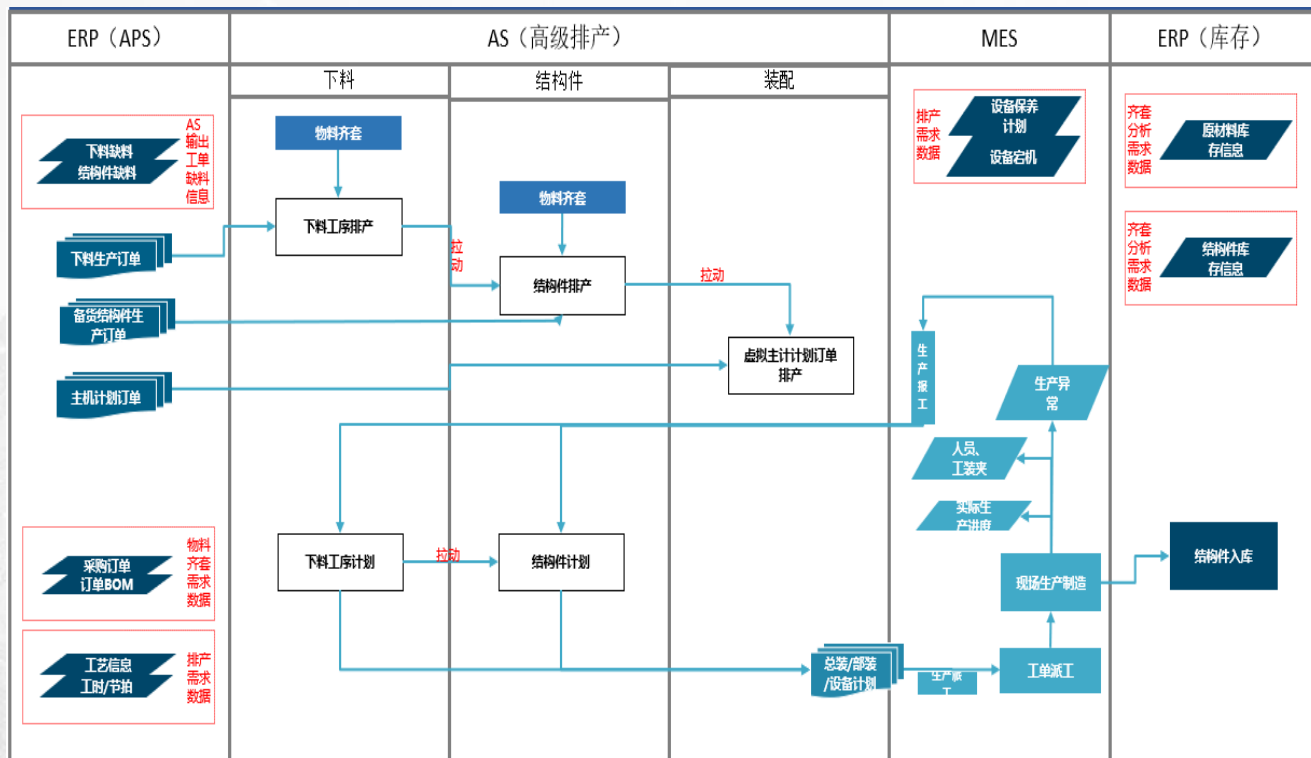 ERP（APS）
AS（高级排产）
MES
ERP（库存）
下料
结构件
装配
下料缺料
结构件缺料
AS
输出
工单
缺料
信息
下料生产订单
备货结构件生
产订单
主机计划订单
采购订单
订单BOM
物料
齐套
需求
数据
工艺信息
工时/节拍
排产
需求
数据
物料齐套
下料工序排产
拉
动
物料齐套
结构件排产
拉动
虚拟主计计划订单
排产
下料工序计划
拉动
结构件计划
总装/部装
/设备计划
排产
需求
数据
设备保养
计划
设备宕机
生
产
报
工
生产异
常
人员、
工装夹
实际生
产进度
现场生产制造
工单派工
生产派
工
齐套
分析
需求
数据
原材料库
存信息
齐套
分析
需求
数据
结构件库
存信息
结构件入库